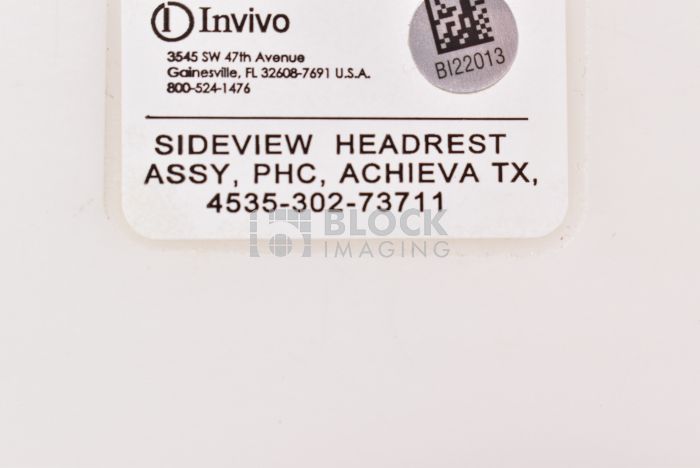 Invivo
3545 SW 47th Avenue
Gainesville, FL 32608-7691 U.S.A.
800-524-1476
BI22013
SIDEVIEW HEADREST
ASSY, PHC, ACHIEVA TX,
4535-302-73711
BLOCK
IMAGING